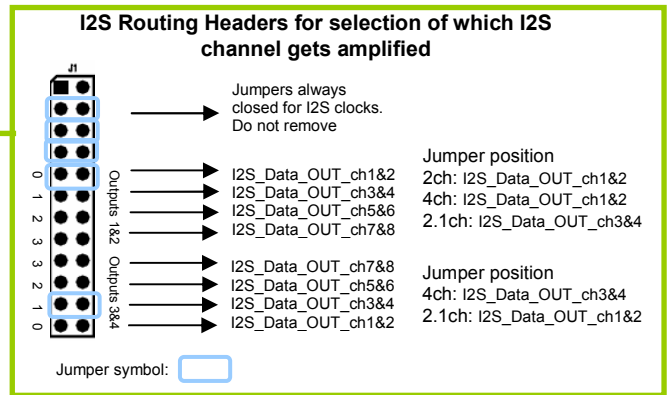 I2S Routing Headers for selection of which I2S
channel gets amplified
J1
Jumpers always
closed for I2S clocks.
Do not remove
0
1
2
3
3
2
1
0
Outputs 1&2
Outputs 3&4
I2S_Data_OUT_ch1&2
I2S_Data_OUT_ch3&4
I2S_Data_OUT_ch5&6
I2S_Data_OUT_ch7&8
I2S_Data_OUT_ch7&8
I2S_Data_OUT_ch5&6
I2S_Data_OUT_ch3&4
I2S_Data_OUT_ch1&2
Jumper position
2ch: I2S_Data_OUT_ch1&2
4ch: I2S_Data_OUT_ch1&2
2.1ch: I2S_Data_OUT_ch3&4
Jumper position
4ch: I2S_Data_OUT_ch3&4
2.1ch: I2S_Data_OUT_ch1&2
Jumper symbol: